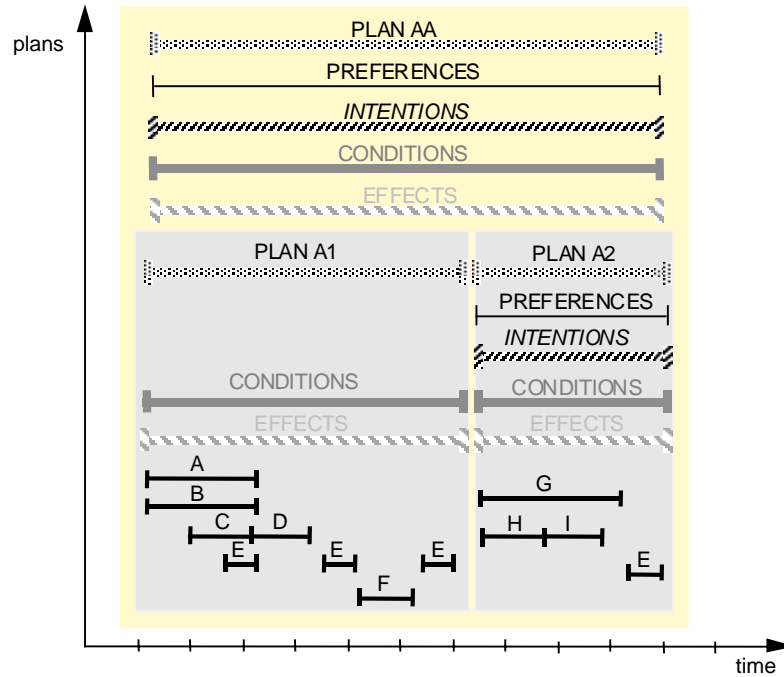 plans
PLAN AA
PREFERENCES
INTENTIONS
CONDITIONS
EFFECTS
PLAN A1
CONDITIONS
EFFECTS
A
B
C D
E E E
F
PLAN A2
PREFERENCES
INTENTIONS
CONDITIONS
EFFECTS
G
H I
E
time